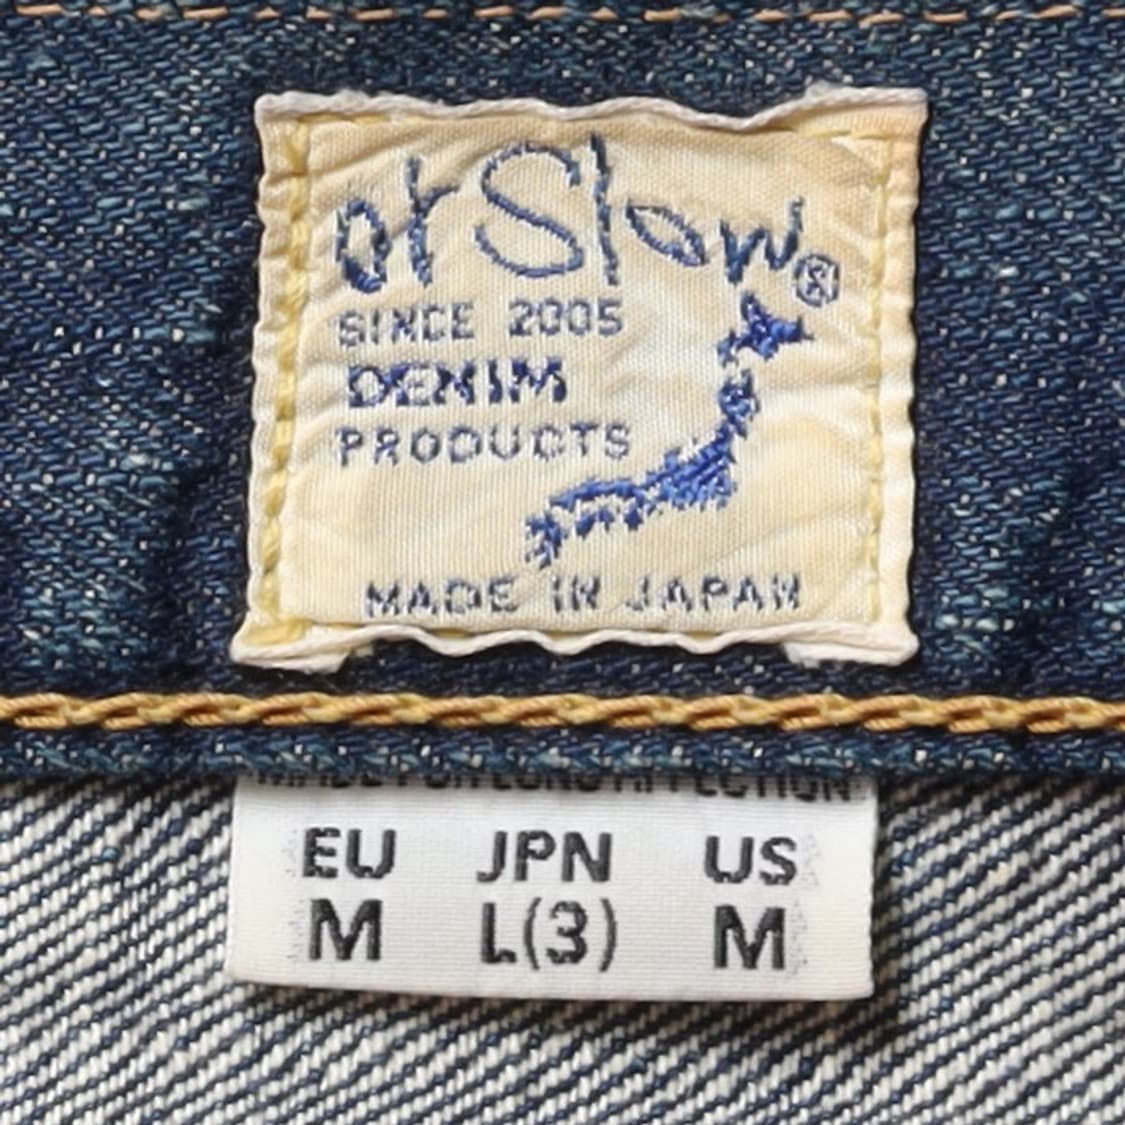 orSlow®
SINCE 2005
DENIM
PRODUCTS
MADE IN JAPAN
EU JPN US
M L(3) M